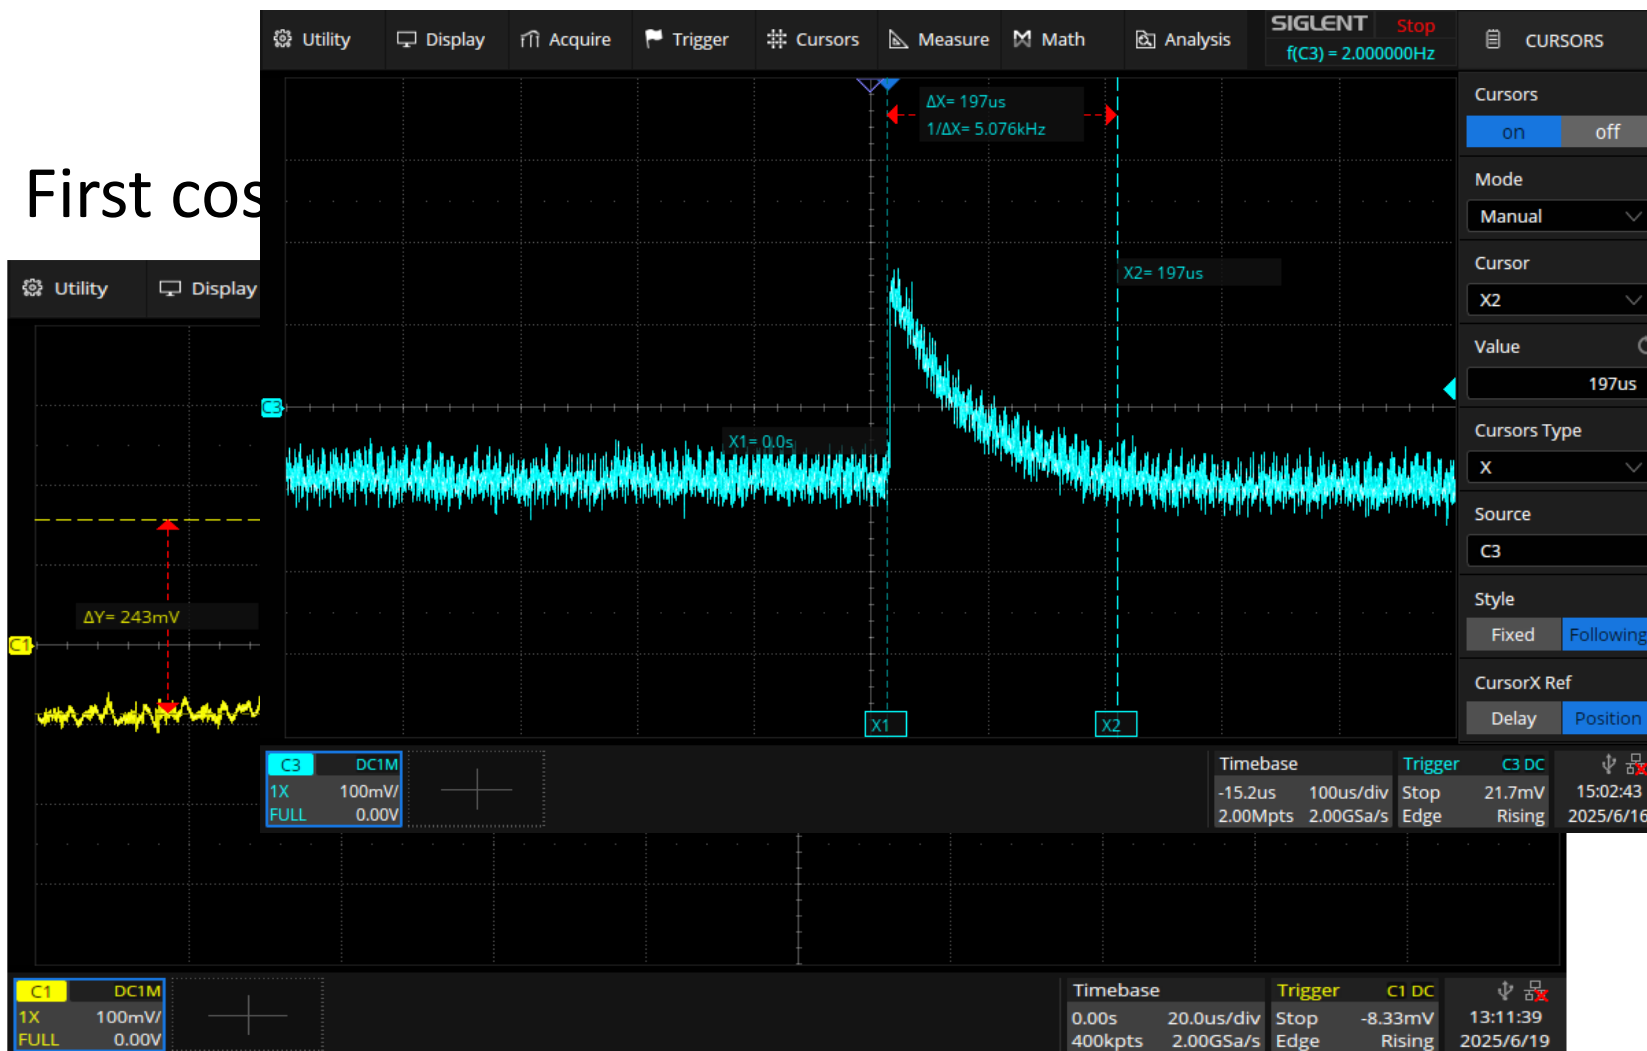 Utility Display Acquire Trigger Cursors Measure Math Analysis
SIGLENT Stop
f(C3) = 2.000000Hz
CURSORS
ΔX= 197us
1/ΔX= 5.076kHz
X2= 197us
X1= 0.0s
C3
X1
X2
Cursors
on off
Mode
Manual
Cursor
X2
Value
197us
Cursors Type
X
Source
C3
Style
Fixed Following
CursorX Ref
Delay Position
C3 DC1M
1X 100mV/
FULL 0.00V
Timebase
-15.2us 100us/div
2.00Mpts 2.00GSa/s
Trigger C3 DC
Stop 21.7mV
Edge Rising
15:02:43
2025/6/16
First cos
Utility Display
ΔY= 243mV
C1
C1 DC1M
1X 100mV/
FULL 0.00V
Timebase
0.00s 20.0us/div
400kpts 2.00GSa/s
Trigger C1 DC
Stop -8.33mV
Edge Rising
13:11:39
2025/6/19